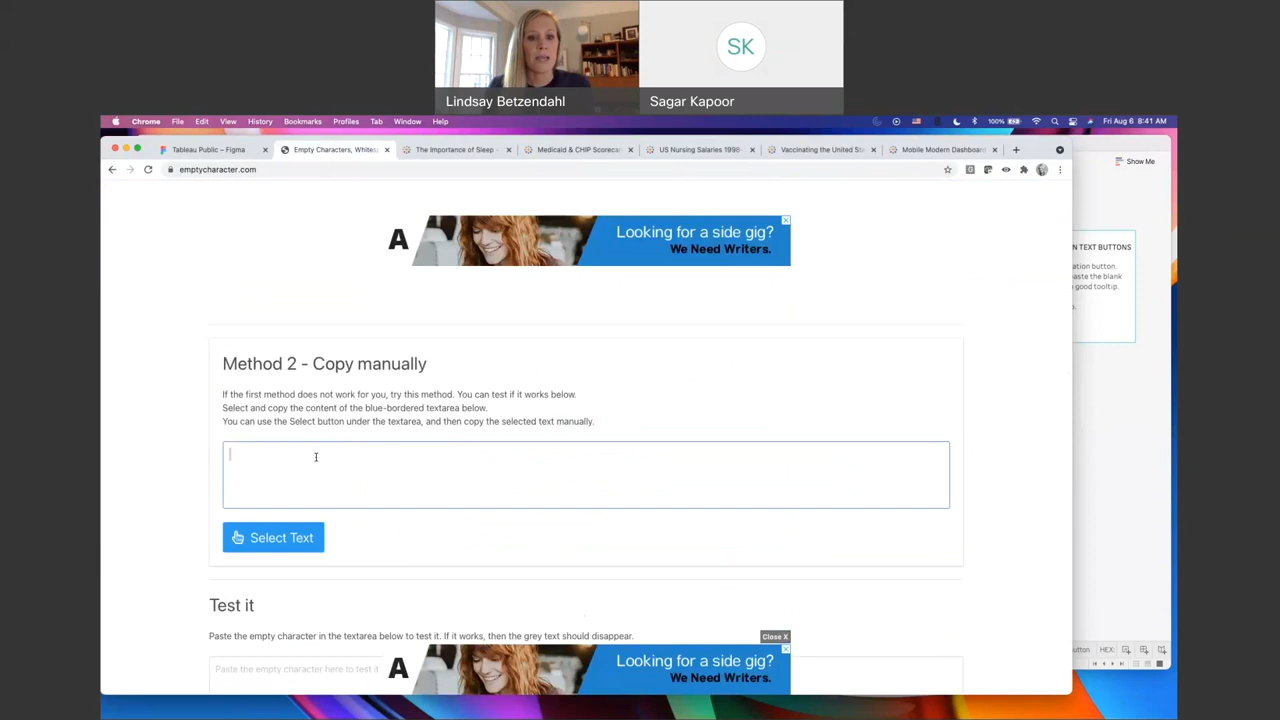 SK
Lindsay Betzendahl
Sagar Kapoor
Chrome File Edit View History Bookmarks Profiles Tab Window Help
100%
Fri Aug 6 8:41 AM
Tableau Public – Figma
Empty Characters, Whites
The Importance of Sleep -
Medicaid & CHIP Scorecar
US Nursing Salaries 1998-
Vaccinating the United Sta
Mobile Modern Dashboard
Show Me
emptycharacter.com
A
Looking for a side gig?
We Need Writers.
N TEXT BUTTONS
ation button.
paste the blank
good tooltip.
Method 2 - Copy manually
If the first method does not work for you, try this method. You can test if it works below.
Select and copy the content of the blue-bordered textarea below.
You can use the Select button under the textarea, and then copy the selected text manually.
Select Text
Test it
Paste the empty character in the textarea below to test it. If it works, then the grey text should disappear.
Close X
Paste the empty character here to test it
A
Looking for a side gig?
We Need Writers.
utton
HEX: